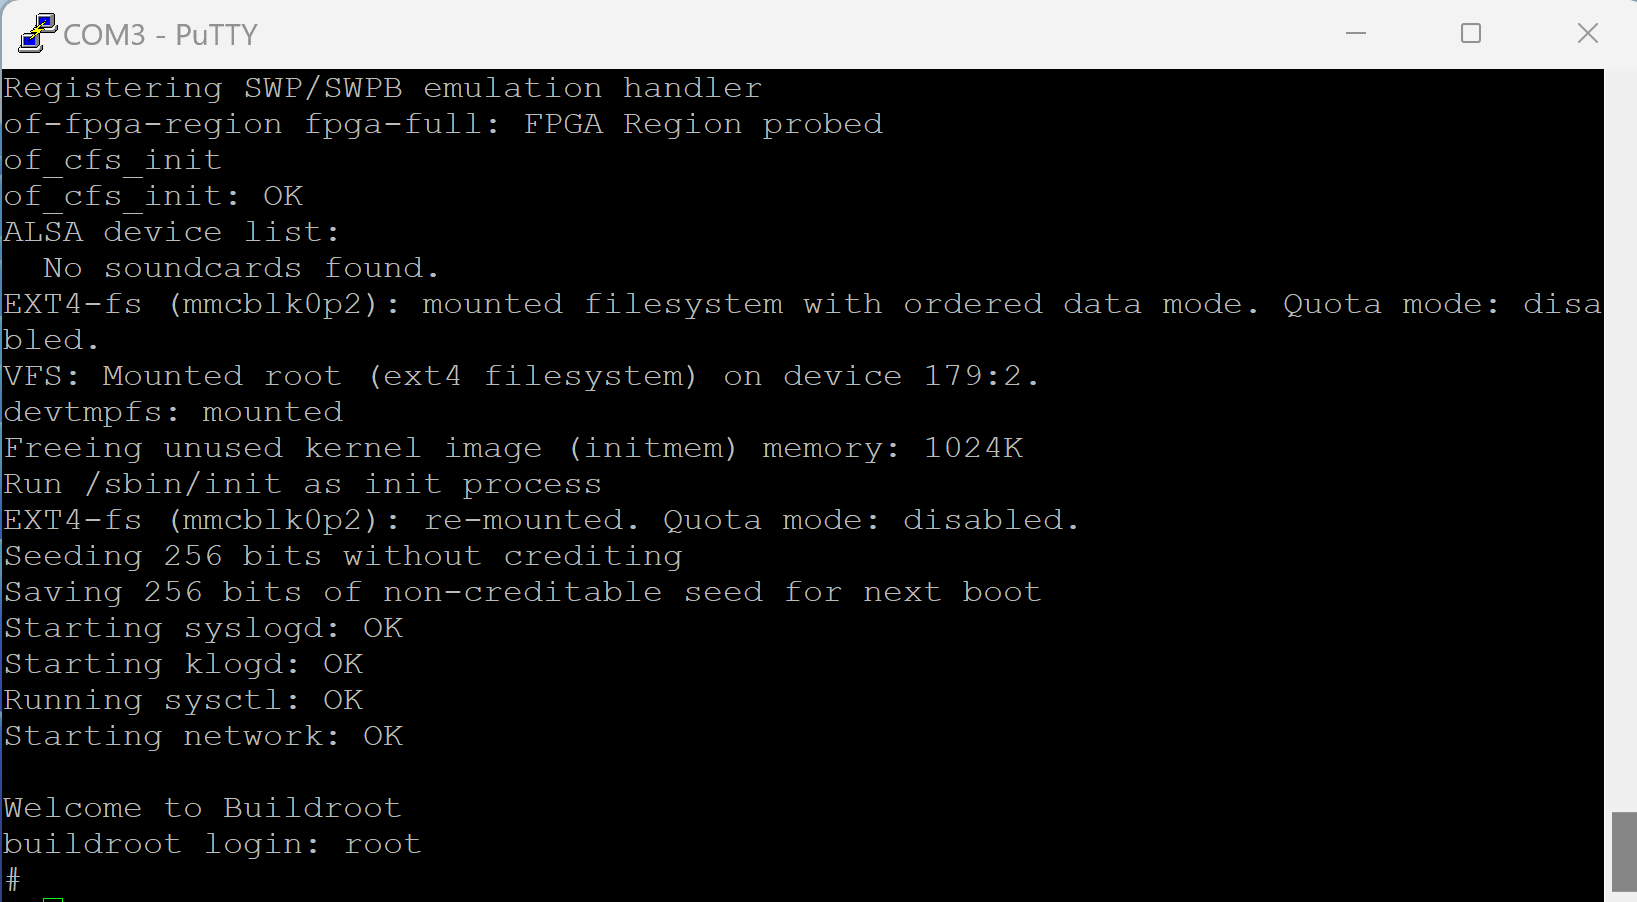 COM3 - PuTTY
Registering SWP/SWPB emulation handler
of-fpga-region fpga-full: FPGA Region probed
of_cfs_init
of_cfs_init: OK
ALSA device list:
  No soundcards found.
EXT4-fs (mmcblk0p2): mounted filesystem with ordered data mode. Quota mode: disa
bled.
VFS: Mounted root (ext4 filesystem) on device 179:2.
devtmpfs: mounted
Freeing unused kernel image (initmem) memory: 1024K
Run /sbin/init as init process
EXT4-fs (mmcblk0p2): re-mounted. Quota mode: disabled.
Seeding 256 bits without crediting
Saving 256 bits of non-creditable seed for next boot
Starting syslogd: OK
Starting klogd: OK
Running sysctl: OK
Starting network: OK
Welcome to Buildroot
buildroot login: root
#